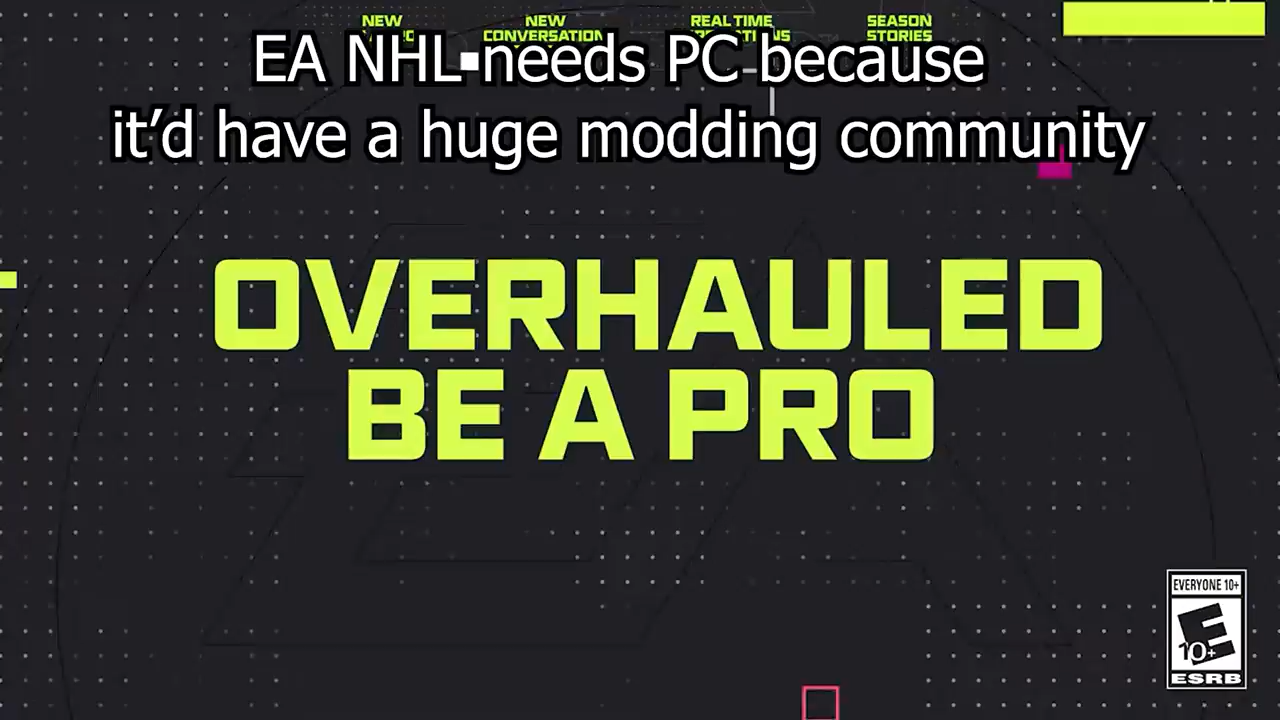 NEW NEW REAL TIME SEASON
CONVERSATION STORIES
EA NHL needs PC because
it’d have a huge modding community
OVERHAULED
BE A PRO
EVERYONE 10+
E
10+
ESRB